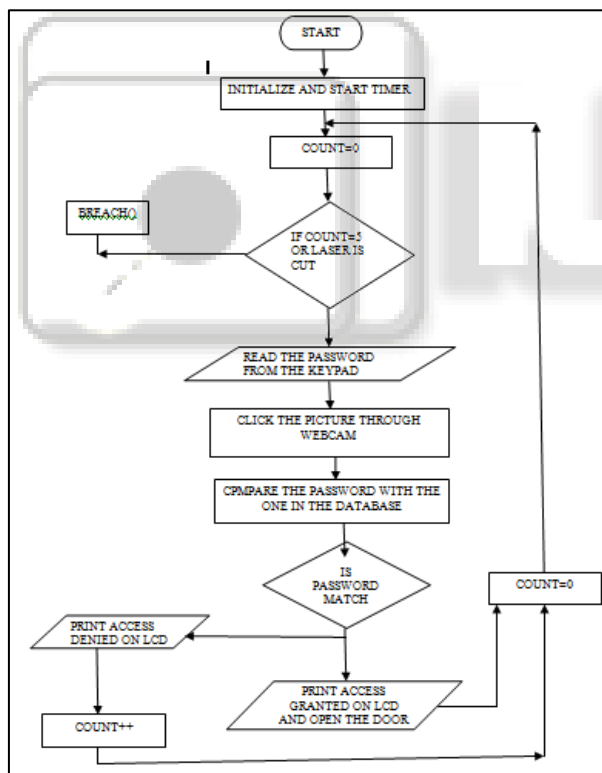 START
INITIALIZE AND START TIMER
COUNT=0
BREACH()
IF COUNT=5
OR LASER IS
CUT
READ THE PASSWORD
FROM THE KEYPAD
CLICK THE PICTURE THROUGH
WEBCAM
CPMPARE THE PASSWORD WITH THE
ONE IN THE DATABASE
IS
PASSWORD
MATCH
COUNT=0
PRINT ACCESS
DENIED ON LCD
PRINT ACCESS
GRANTED ON LCD
AND OPEN THE DOOR
COUNT++